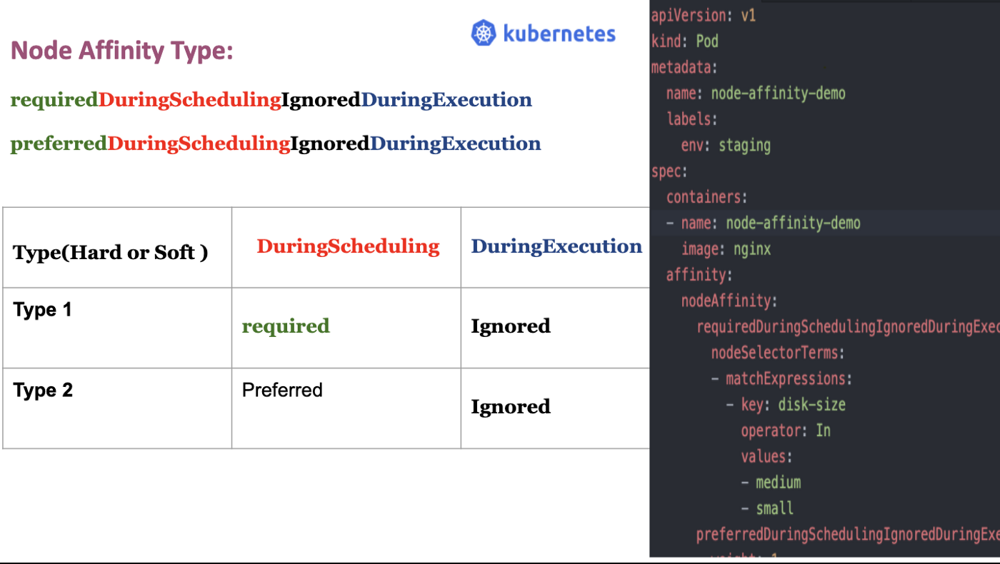 kubernetes
Node Affinity Type:
requiredDuringSchedulingIgnoredDuringExecution
preferredDuringSchedulingIgnoredDuringExecution
Type(Hard or Soft ) DuringScheduling DuringExecution
Type 1 required Ignored
Type 2 Preferred Ignored
apiVersion: v1
kind: Pod
metadata:
  name: node-affinity-demo
  labels:
    env: staging
spec:
  containers:
  - name: node-affinity-demo
    image: nginx
  affinity:
    nodeAffinity:
      requiredDuringSchedulingIgnoredDuringExec
        nodeSelectorTerms:
        - matchExpressions:
          - key: disk-size
            operator: In
            values:
            - medium
            - small
      preferredDuringSchedulingIgnoredDuringExe